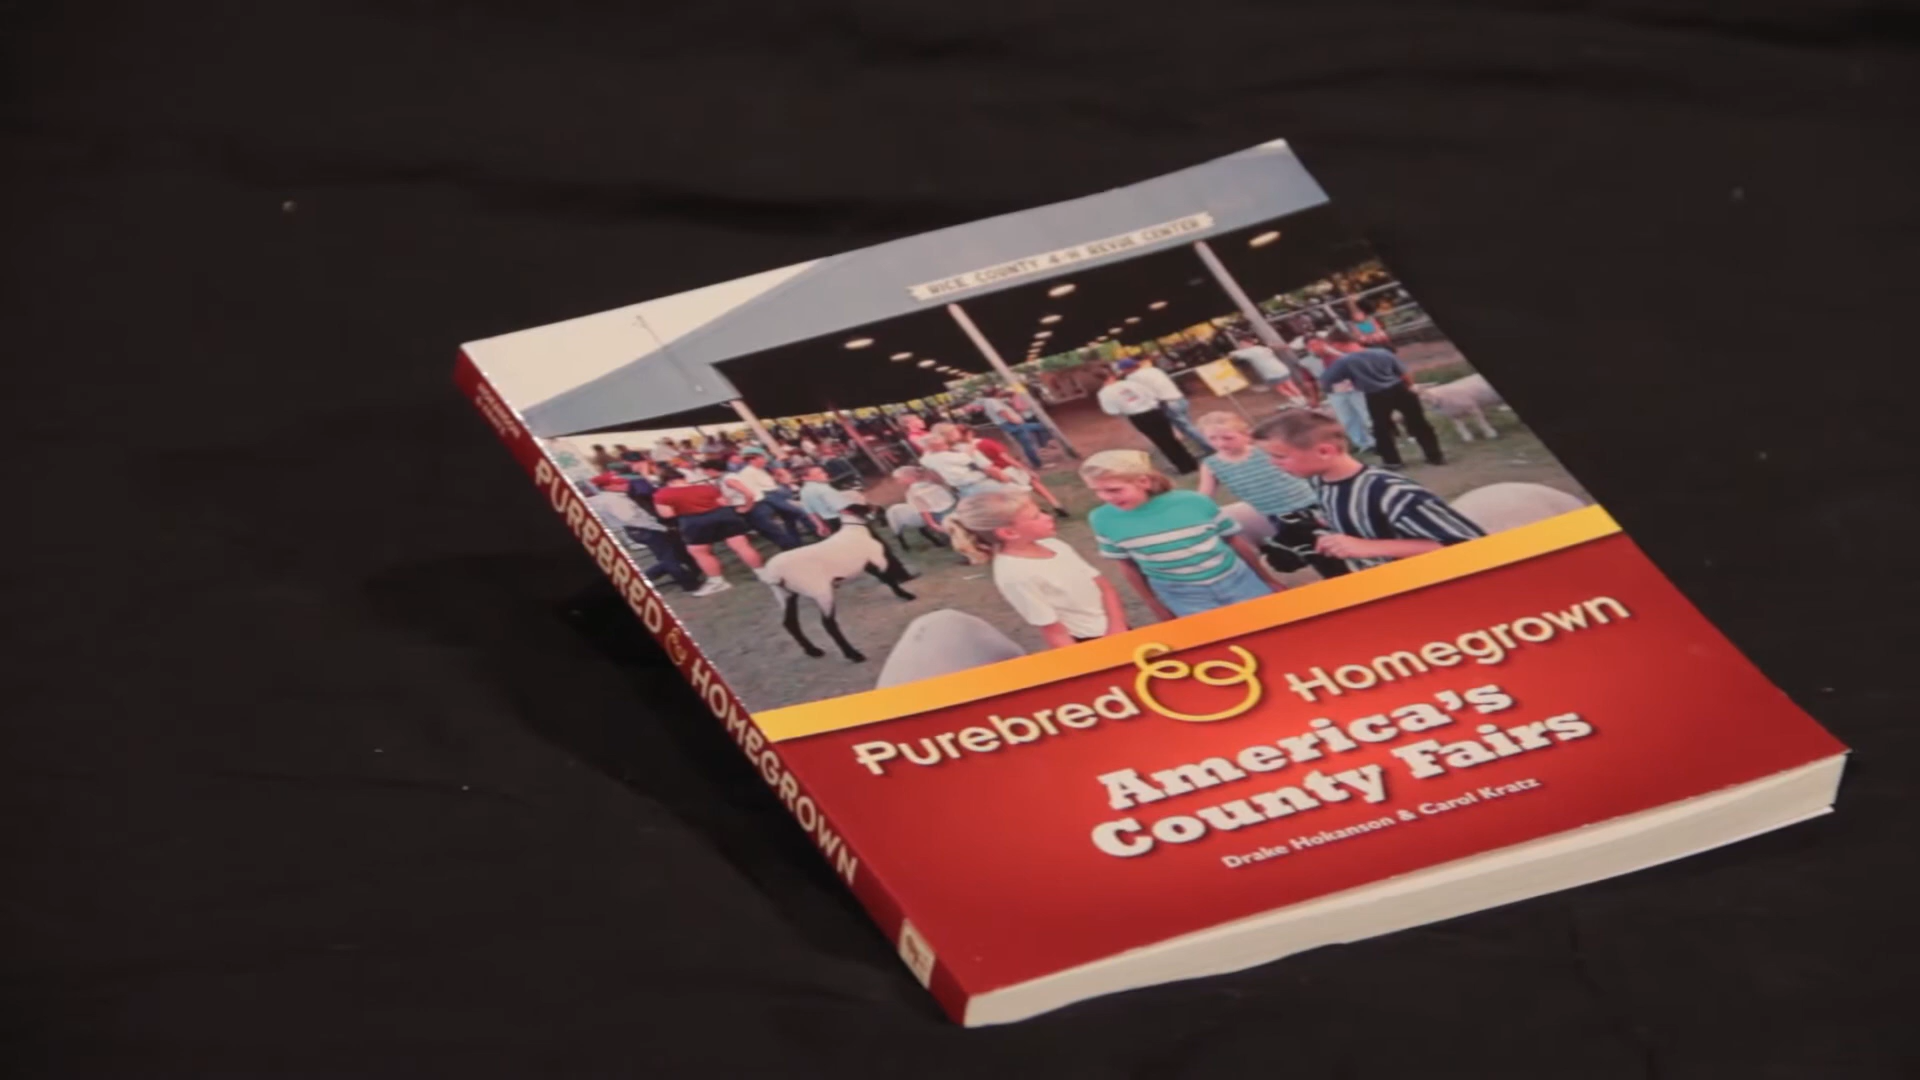 RICE COUNTY 4-H REVUE CENTER
Purebred & Homegrown
America's
County Fairs
Drake Hokanson & Carol Kratz
PUREBRED & HOMEGROWN